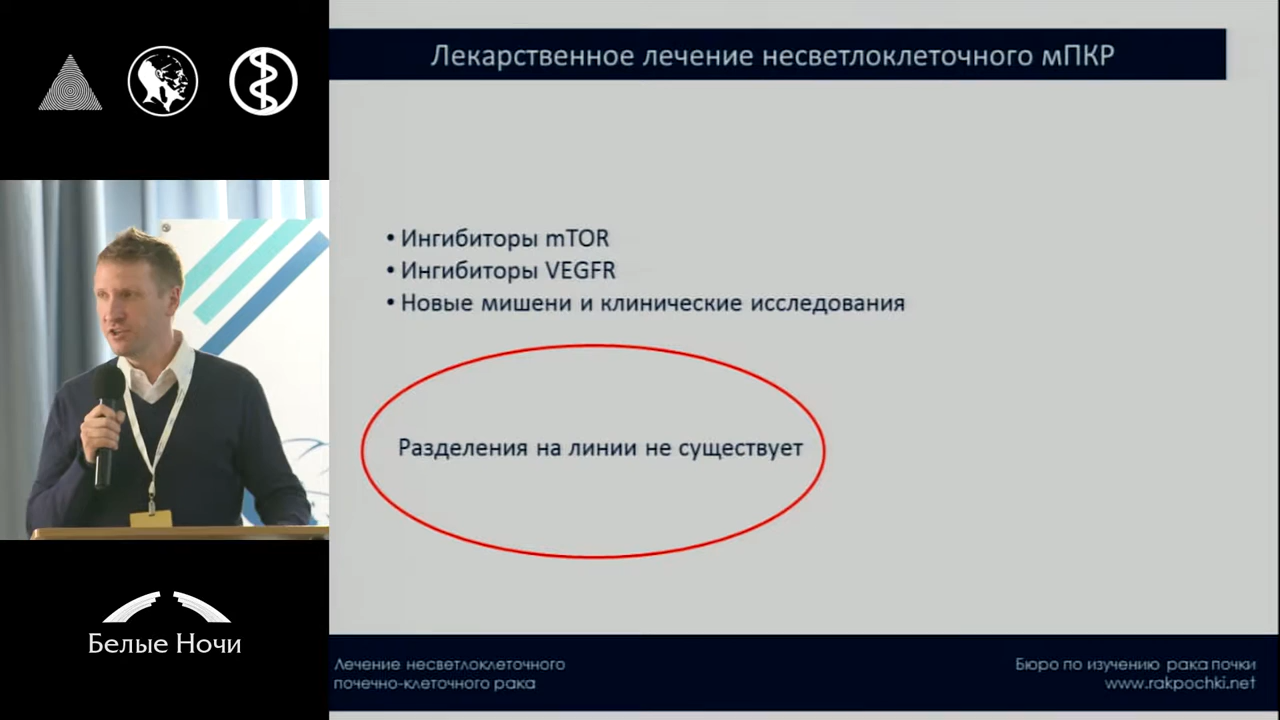 Лекарственное лечение несветлоклеточного мПКР
• Ингибиторы mTOR
• Ингибиторы VEGFR
• Новые мишени и клинические исследования
Разделения на линии не существует
Белые Ночи
Лечение несветлоклеточного
почечно-клеточного рака
Бюро по изучению рака почки
www.rakpochki.net